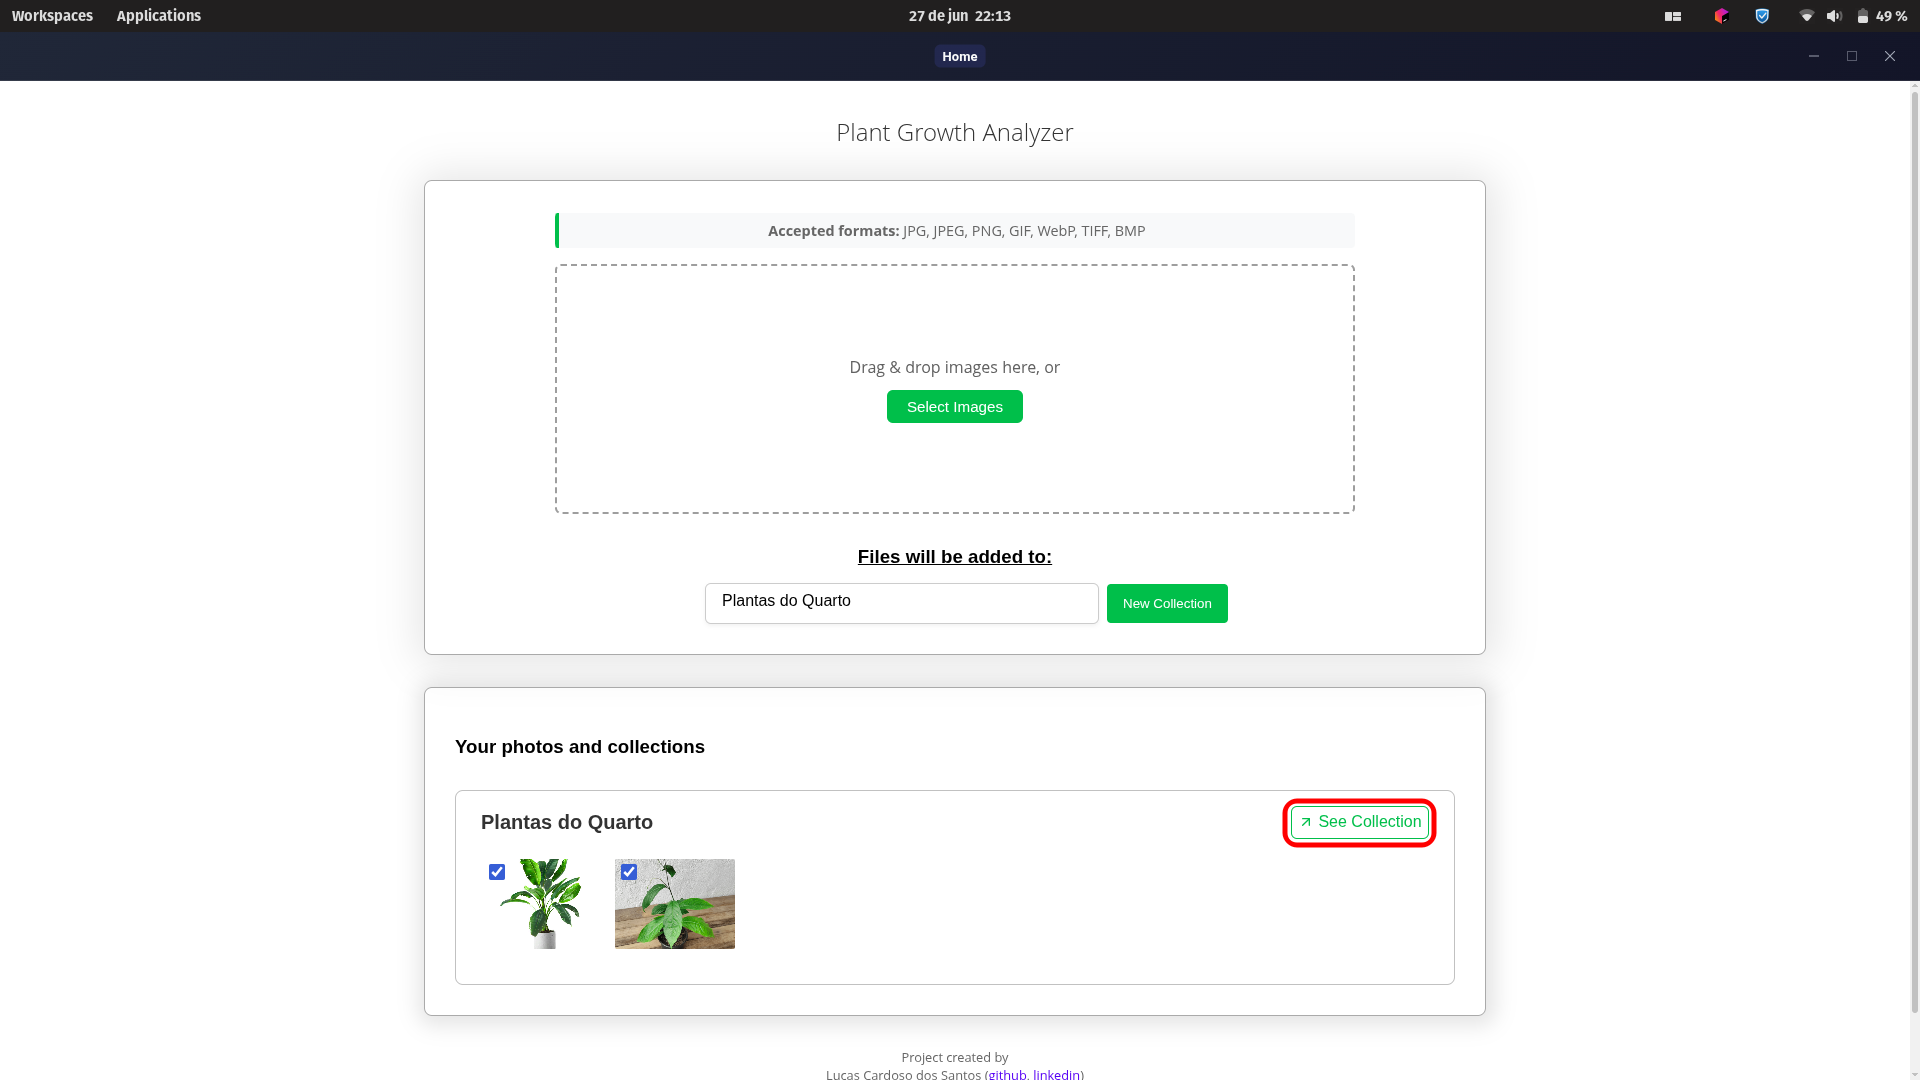 Workspaces Applications 27 de jun 22:13 49 %
Home
Plant Growth Analyzer
Accepted formats: JPG, JPEG, PNG, GIF, WebP, TIFF, BMP
Drag & drop images here, or
Select Images
Files will be added to:
Plantas do Quarto New Collection
Your photos and collections
Plantas do Quarto See Collection
Project created by
Lucas Cardoso dos Santos (github, linkedin)